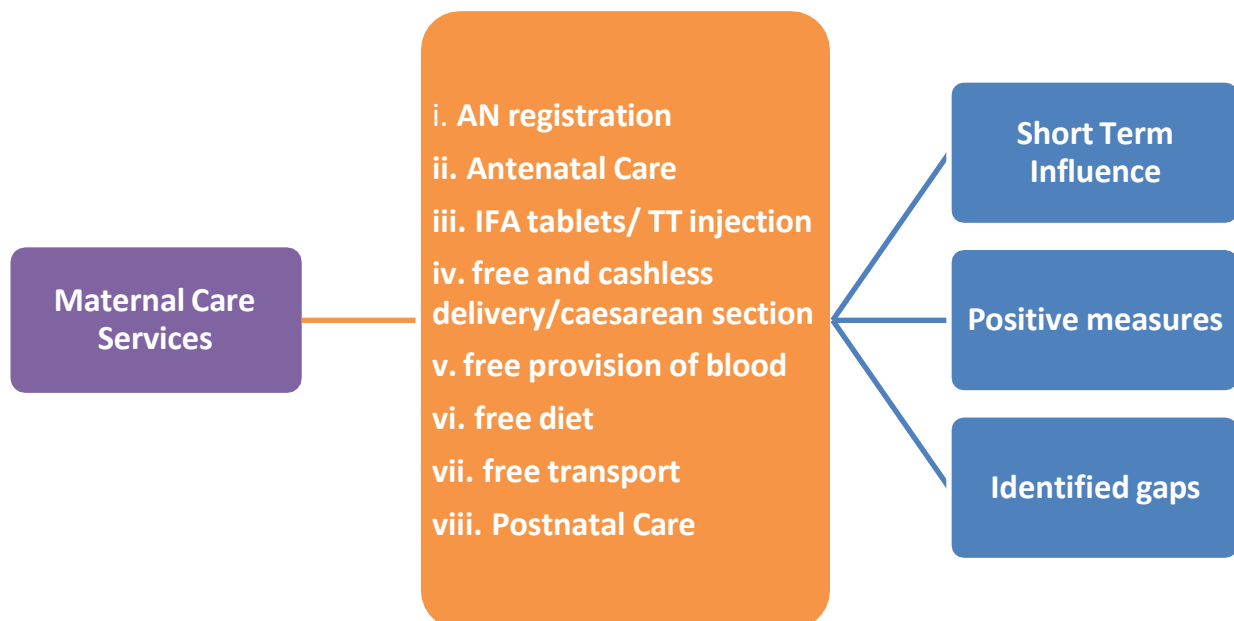 Maternal Care
Services
i. AN registration
ii. Antenatal Care
iii. IFA tablets/ TT injection
iv. free and cashless
delivery/caesarean section
v. free provision of blood
vi. free diet
vii. free transport
viii. Postnatal Care
Short Term
Influence
Positive measures
Identified gaps